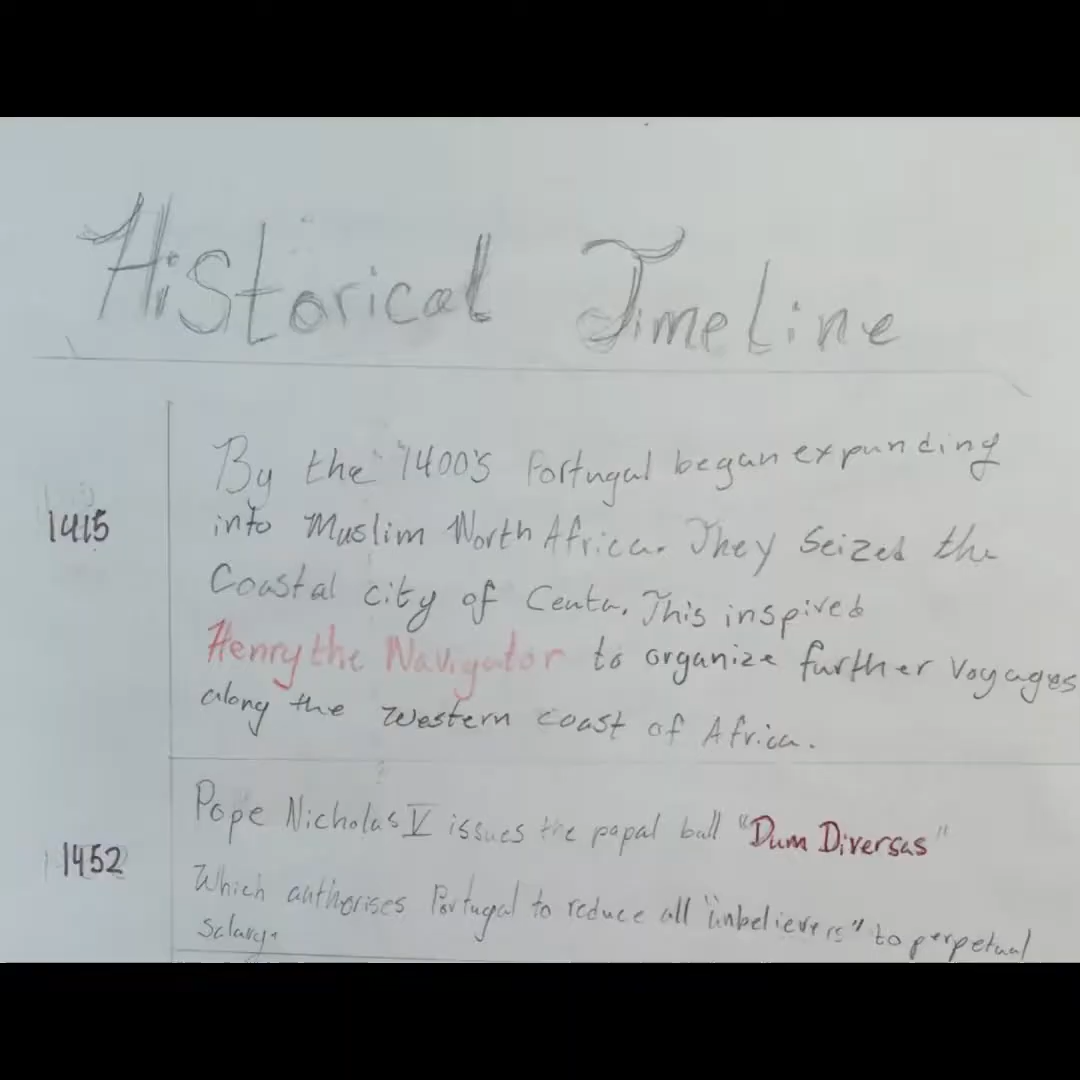 Historical Timeline
1415
By the 1400's Portugal began expanding
into Muslim North Africa. They Seized the
Coastal city of Ceuta. This inspired
Henry the Navigator to organize further voyages
along the western coast of Africa.
1452
Pope Nicholas V issues the papal bull "Dum Diversas"
Which authorises Portugal to reduce all "unbelievers" to perpetual
Salavry.